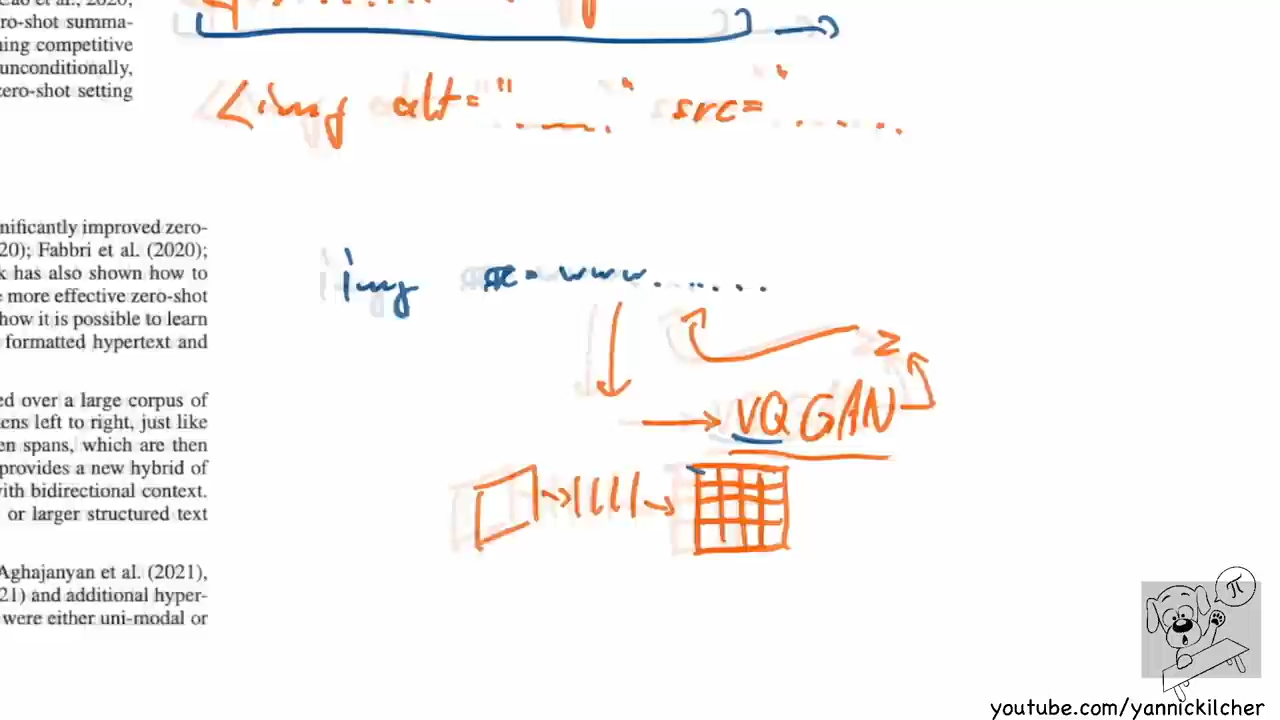 ro-shot summa-
ing competitive
unconditionally,
zero-shot setting
<img alt="......" src="......
nificantly improved zero-
20); Fabbri et al. (2020);
k has also shown how to
more effective zero-shot
how it is possible to learn
formatted hypertext and
img src=www.......
z
VQGAN
ed over a large corpus of
ens left to right, just like
en spans, which are then
provides a new hybrid of
with bidirectional context.
or larger structured text
Aghajanyan et al. (2021),
21) and additional hyper-
were either uni-modal or
π
youtube.com/yannickilcher